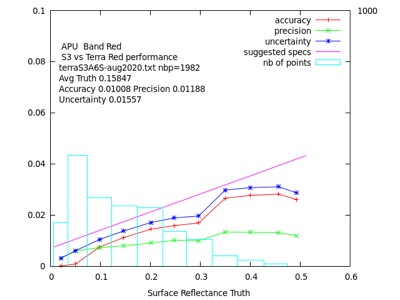 0.1
1000
accuracy
APU Band Red
precision
S3 vs Terra Red performance
uncertainty
terraS3A6S-aug2020.txt nbp=1982
suggested specs
Avg Truth 0.15847
nb of points
Accuracy 0.01008 Precision 0.01188
Uncertainty 0.01557
0.08
0.06
0.04
0.02
0
0 0.1 0.2 0.3 0.4 0.5 0.6
Surface Reflectance Truth